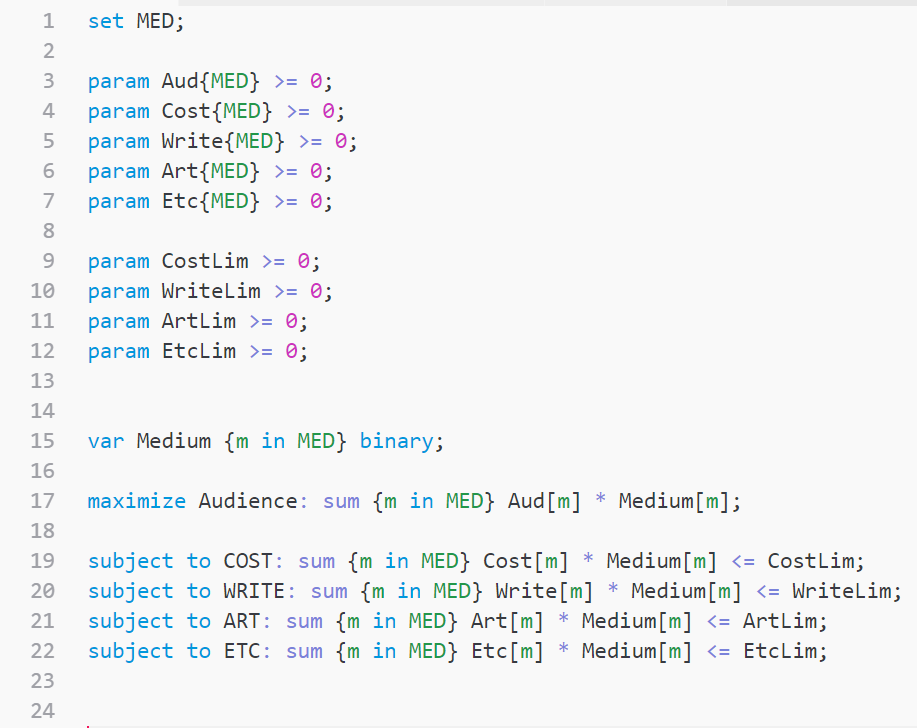 1 set MED;
2
3 param Aud{MED} >= 0;
4 param Cost{MED} >= 0;
5 param Write{MED} >= 0;
6 param Art{MED} >= 0;
7 param Etc{MED} >= 0;
8
9 param CostLim >= 0;
10 param WriteLim >= 0;
11 param ArtLim >= 0;
12 param EtcLim >= 0;
13
14
15 var Medium {m in MED} binary;
16
17 maximize Audience: sum {m in MED} Aud[m] * Medium[m];
18
19 subject to COST: sum {m in MED} Cost[m] * Medium[m] <= CostLim;
20 subject to WRITE: sum {m in MED} Write[m] * Medium[m] <= WriteLim;
21 subject to ART: sum {m in MED} Art[m] * Medium[m] <= ArtLim;
22 subject to ETC: sum {m in MED} Etc[m] * Medium[m] <= EtcLim;
23
24